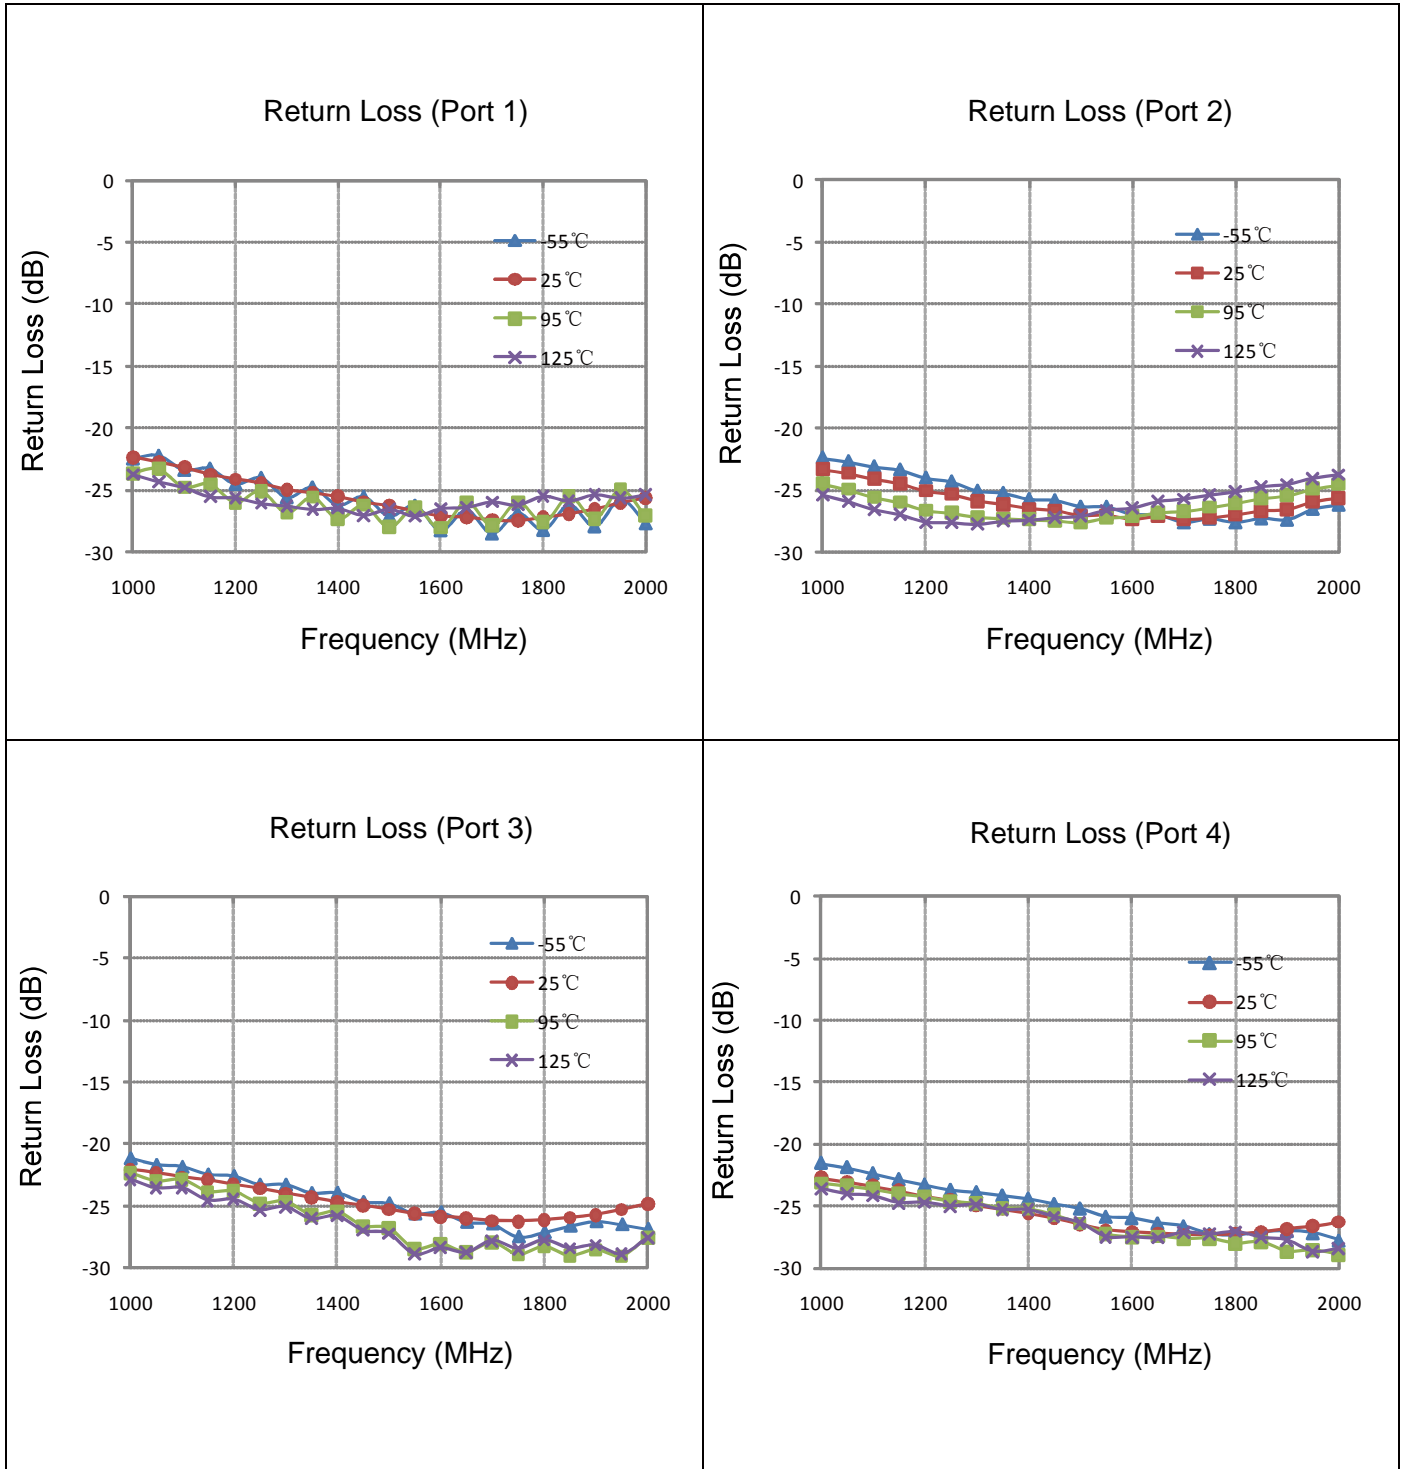 Return Loss (Port 1)
Return Loss (dB)
0
-5
-10
-15
-20
-25
-30
-55℃
25℃
95℃
125℃
1000 1200 1400 1600 1800 2000
Frequency (MHz)
Return Loss (Port 2)
Return Loss (dB)
0
-5
-10
-15
-20
-25
-30
-55℃
25℃
95℃
125℃
1000 1200 1400 1600 1800 2000
Frequency (MHz)
Return Loss (Port 3)
Return Loss (dB)
0
-5
-10
-15
-20
-25
-30
-55℃
25℃
95℃
125℃
1000 1200 1400 1600 1800 2000
Frequency (MHz)
Return Loss (Port 4)
Return Loss (dB)
0
-5
-10
-15
-20
-25
-30
-55℃
25℃
95℃
125℃
1000 1200 1400 1600 1800 2000
Frequency (MHz)